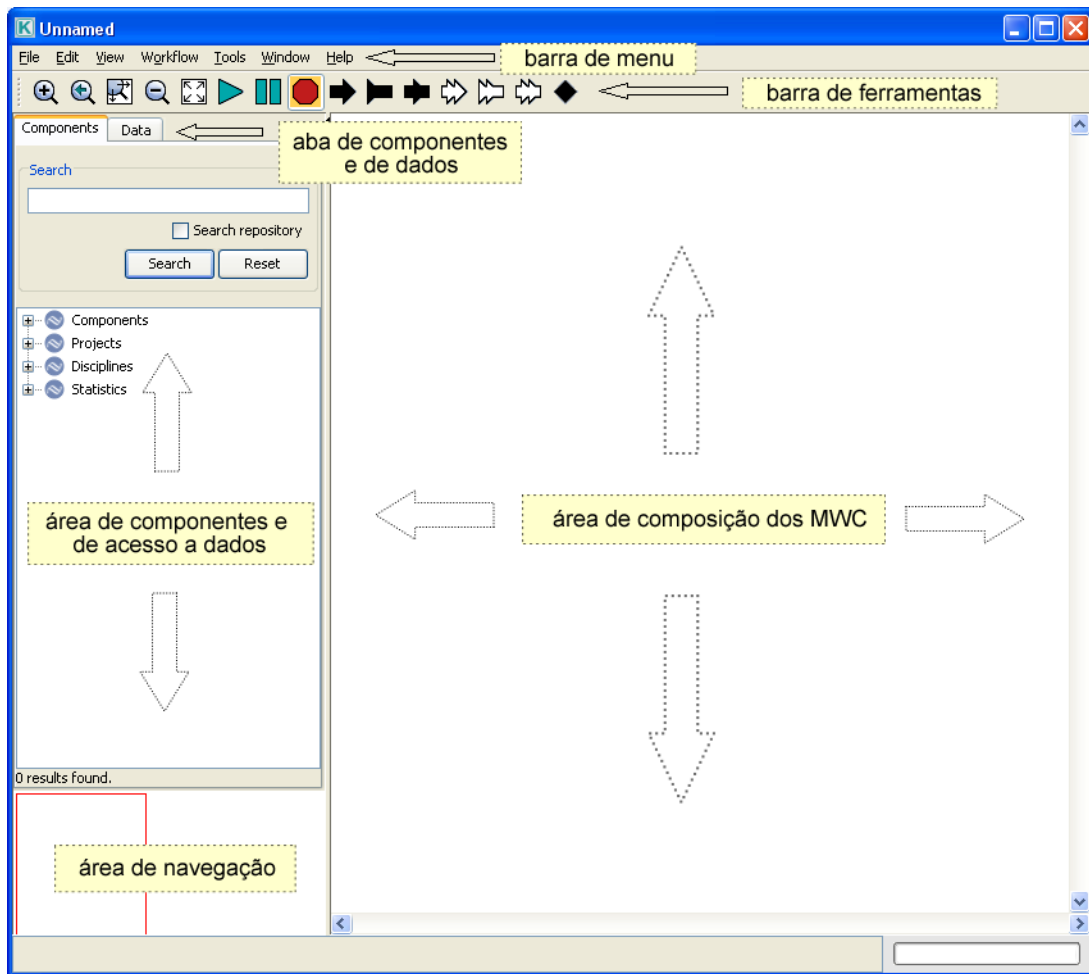 Unnamed
File Edit View Workflow Tools Window Help
barra de menu
barra de ferramentas
Components Data
aba de componentes
e de dados
Search
Search repository
Search Reset
Components
Projects
Disciplines
Statistics
área de componentes e
de acesso a dados
área de composição dos MWC
0 results found.
área de navegação